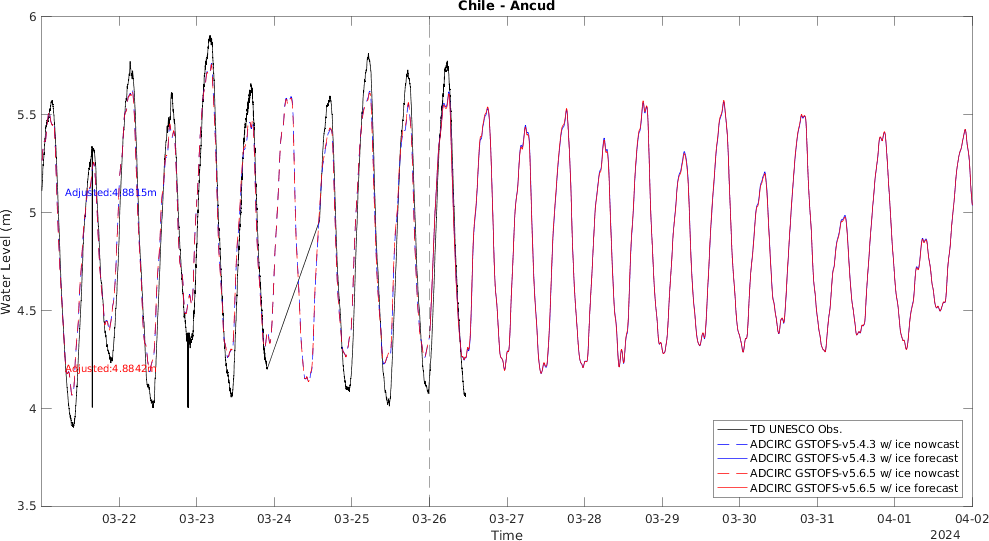 Chile - Ancud
6
5.5
5
4.5
4
3.5
Water Level (m)
Adjusted:4.8815m
Adjusted:4.8842m
TD UNESCO Obs.
ADCIRC GSTOFS-v5.4.3 w/ ice nowcast
ADCIRC GSTOFS-v5.4.3 w/ ice forecast
ADCIRC GSTOFS-v5.6.5 w/ ice nowcast
ADCIRC GSTOFS-v5.6.5 w/ ice forecast
03-22 03-23 03-24 03-25 03-26 03-27 03-28 03-29 03-30 03-31 04-01 04-02
Time
2024